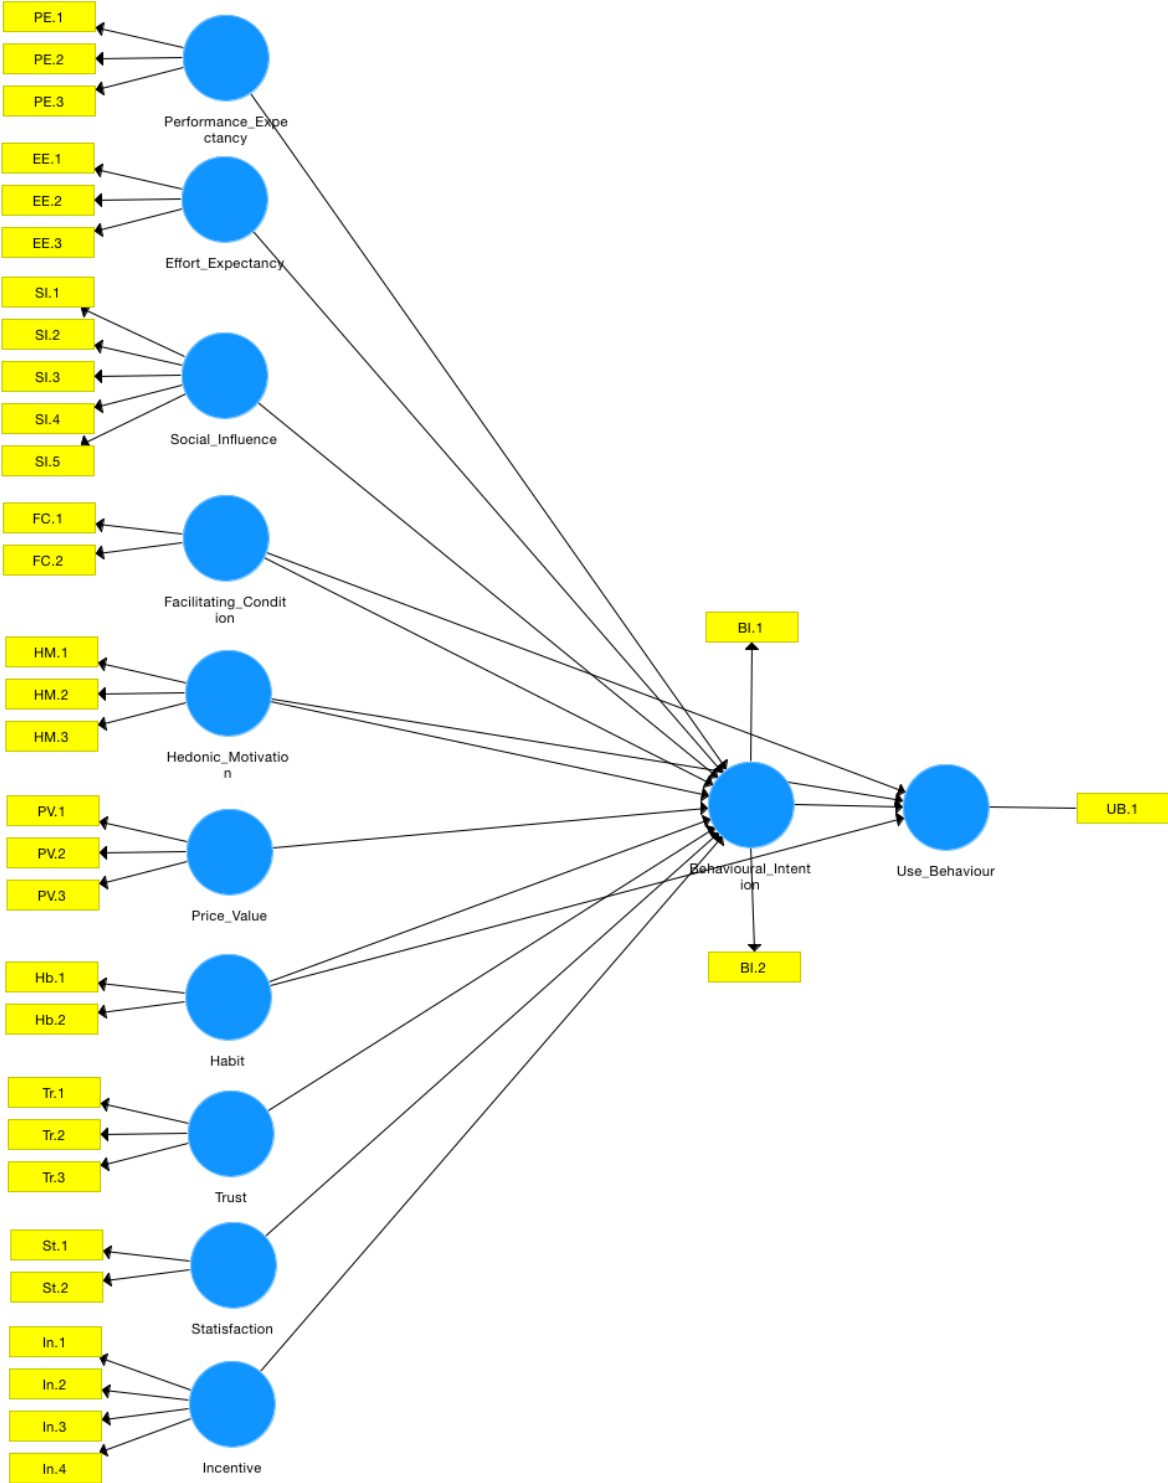 PE.1
PE.2
PE.3
Performance_Expe
ctancy
EE.1
EE.2
EE.3
Effort_Expectancy
SI.1
SI.2
SI.3
SI.4
SI.5
Social_Influence
FC.1
FC.2
Facilitating_Condit
ion
HM.1
HM.2
HM.3
Hedonic_Motivatio
n
PV.1
PV.2
PV.3
Price_Value
Hb.1
Hb.2
Habit
Tr.1
Tr.2
Tr.3
Trust
St.1
St.2
Statisfaction
In.1
In.2
In.3
In.4
Incentive
BI.1
Behavioural_Intent
ion
BI.2
Use_Behaviour
UB.1